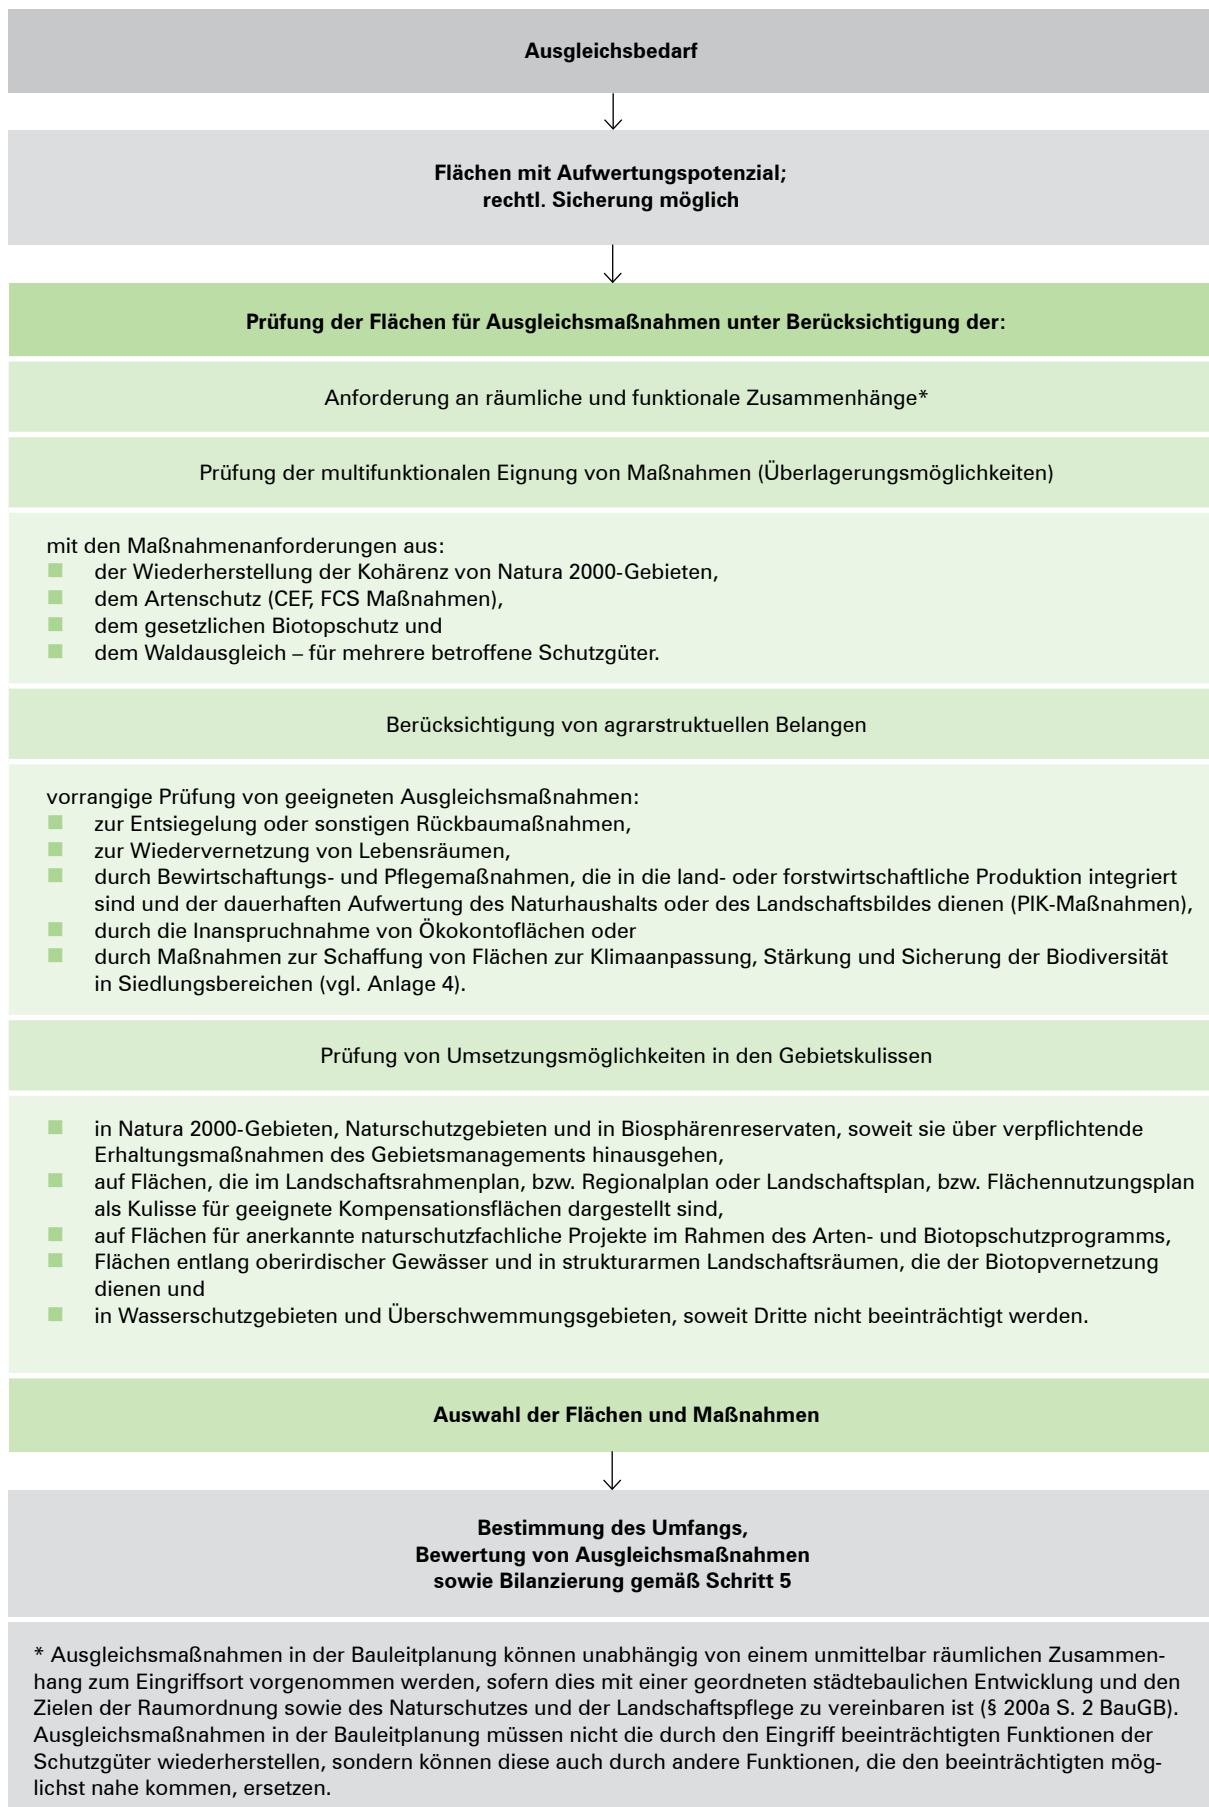 Ausgleichsbedarf
Flächen mit Aufwertungspotenzial;
rechtl. Sicherung möglich
Prüfung der Flächen für Ausgleichsmaßnahmen unter Berücksichtigung der:
Anforderung an räumliche und funktionale Zusammenhänge*
Prüfung der multifunktionalen Eignung von Maßnahmen (Überlagerungsmöglichkeiten)
mit den Maßnahmenanforderungen aus:
der Wiederherstellung der Kohärenz von Natura 2000-Gebieten,
dem Artenschutz (CEF, FCS Maßnahmen),
dem gesetzlichen Biotopschutz und
dem Waldausgleich – für mehrere betroffene Schutzgüter.
Berücksichtigung von agrarstruktuellen Belangen
vorrangige Prüfung von geeigneten Ausgleichsmaßnahmen:
zur Entsiegelung oder sonstigen Rückbaumaßnahmen,
zur Wiedervernetzung von Lebensräumen,
durch Bewirtschaftungs- und Pflegemaßnahmen, die in die land- oder forstwirtschaftliche Produktion integriert
sind und der dauerhaften Aufwertung des Naturhaushalts oder des Landschaftsbildes dienen (PIK-Maßnahmen),
durch die Inanspruchnahme von Ökokontoflächen oder
durch Maßnahmen zur Schaffung von Flächen zur Klimaanpassung, Stärkung und Sicherung der Biodiversität
in Siedlungsbereichen (vgl. Anlage 4).
Prüfung von Umsetzungsmöglichkeiten in den Gebietskulissen
in Natura 2000-Gebieten, Naturschutzgebieten und in Biosphärenreservaten, soweit sie über verpflichtende
Erhaltungsmaßnahmen des Gebietsmanagements hinausgehen,
auf Flächen, die im Landschaftsrahmenplan, bzw. Regionalplan oder Landschaftsplan, bzw. Flächennutzungsplan
als Kulisse für geeignete Kompensationsflächen dargestellt sind,
auf Flächen für anerkannte naturschutzfachliche Projekte im Rahmen des Arten- und Biotopschutzprogramms,
Flächen entlang oberirdischer Gewässer und in strukturarmen Landschaftsräumen, die der Biotopvernetzung
dienen und
in Wasserschutzgebieten und Überschwemmungsgebieten, soweit Dritte nicht beeinträchtigt werden.
Auswahl der Flächen und Maßnahmen
Bestimmung des Umfangs,
Bewertung von Ausgleichsmaßnahmen
sowie Bilanzierung gemäß Schritt 5
* Ausgleichsmaßnahmen in der Bauleitplanung können unabhängig von einem unmittelbar räumlichen Zusammen-
hang zum Eingriffsort vorgenommen werden, sofern dies mit einer geordneten städtebaulichen Entwicklung und den
Zielen der Raumordnung sowie des Naturschutzes und der Landschaftspflege zu vereinbaren ist (§ 200a S. 2 BauGB).
Ausgleichsmaßnahmen in der Bauleitplanung müssen nicht die durch den Eingriff beeinträchtigten Funktionen der
Schutzgüter wiederherstellen, sondern können diese auch durch andere Funktionen, die den beeinträchtigten mög-
lichst nahe kommen, ersetzen.